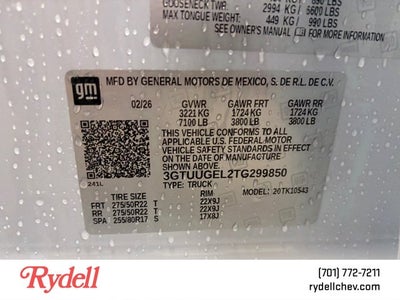 GOOSENECK TWR 2994 KG 6600 LBS
MAX TONGUE WEIGHT: 449 KG / 990 LBS
SEE OWNER'S MANUAL FOR ADDITIONAL
gm
MFD BY GENERAL MOTORS DE MEXICO, S. DE R.L. DE C.V.
02/26 GVWR GAWR FRT GAWR RR
3221 KG 1724 KG 1724 KG
7100 LB 3800 LB 3800 LB
THIS VEHICLE CONFORMS TO ALL
APPLICABLE U.S. FEDERAL MOTOR
VEHICLE SAFETY STANDARDS IN
EFFECT ON THE DATE OF MANUFACTURE
SHOWN ABOVE.
3GTUUGEL2TG299850
TYPE: TRUCK MODEL: 20TK10543
241L
TIRE SIZE RIM
FRT 275/50R22 T 22X9J
RR 275/50R22 T 22X9J
SPA 255/80R17 S 17X8J
Rydell
(701) 772-7211
rydellchev.com